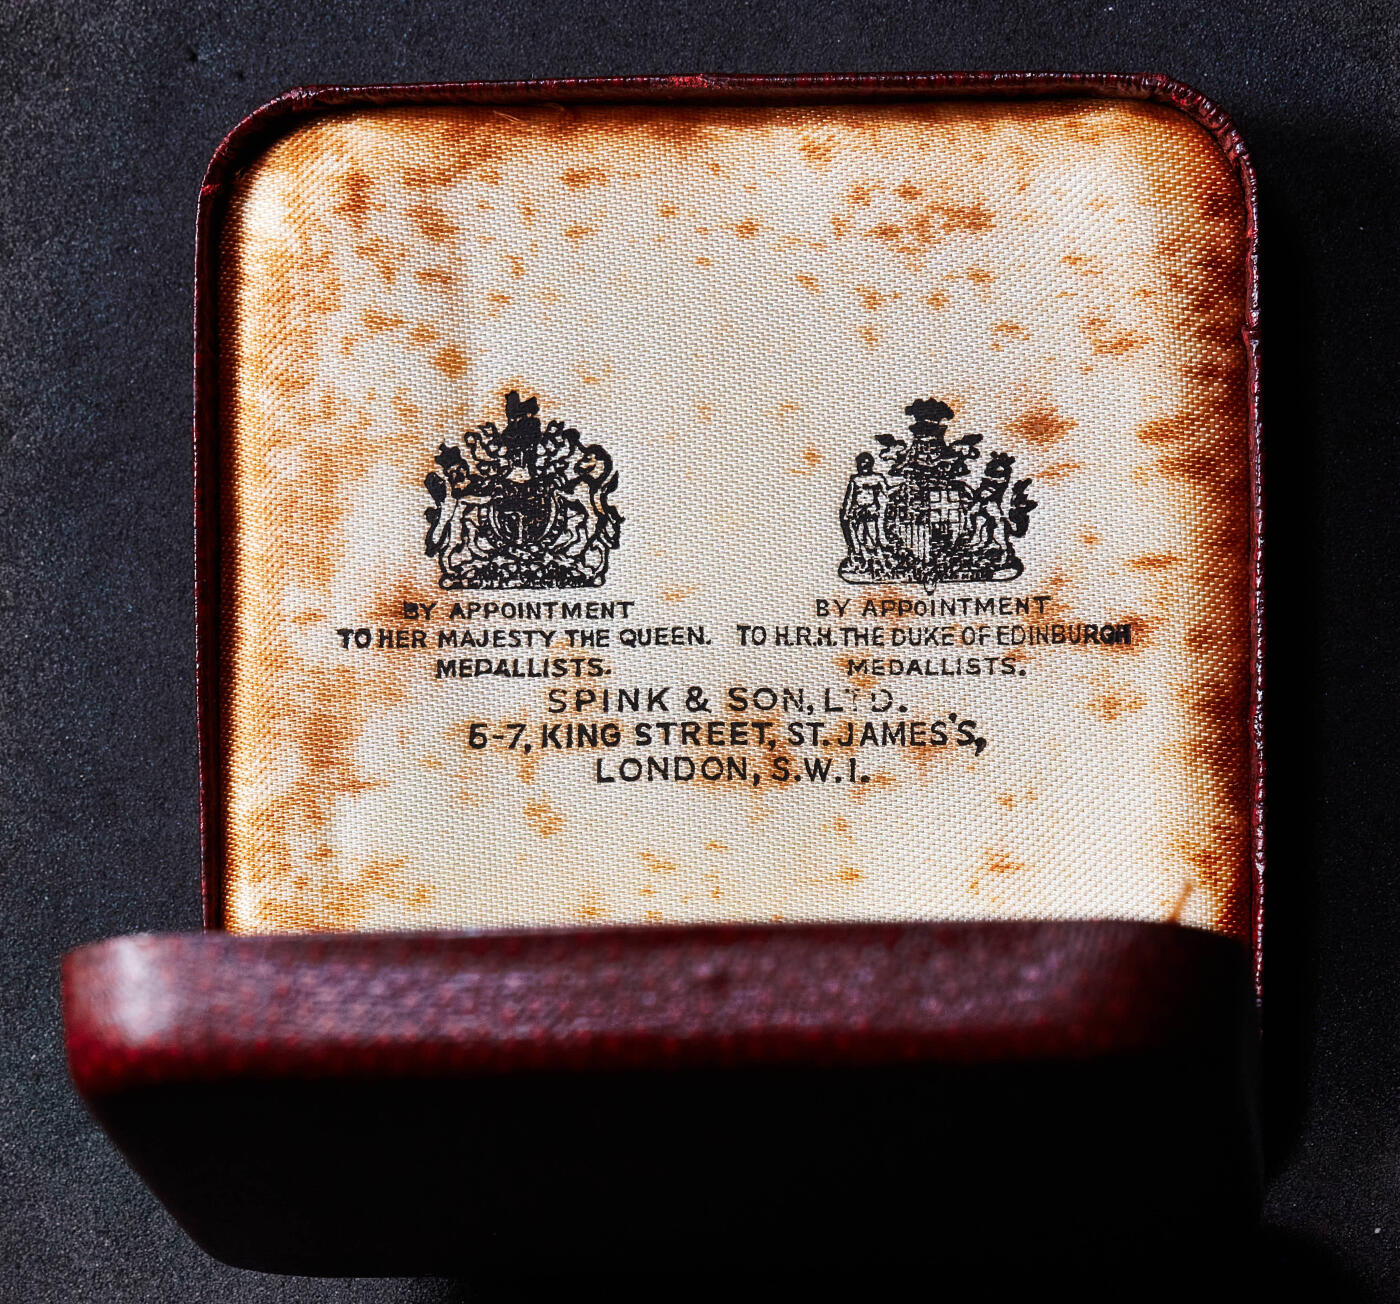 BY APPOINTMENT
TO HER MAJESTY THE QUEEN.
MEDALLISTS.
BY APPOINTMENT
TO H.R.H. THE DUKE OF EDINBURGH
MEDALLISTS.
SPINK & SON, LTD.
5-7, KING STREET, ST. JAMES'S,
LONDON, S.W.1.